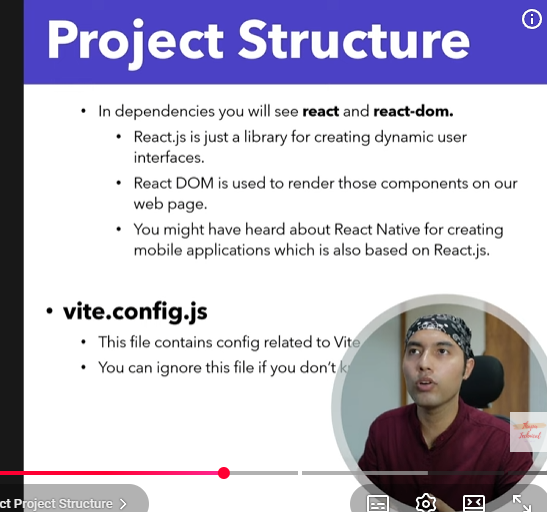 Project Structure
• In dependencies you will see react and react-dom.
• React.js is just a library for creating dynamic user
interfaces.
• React DOM is used to render those components on our
web page.
• You might have heard about React Native for creating
mobile applications which is also based on React.js.
• vite.config.js
• This file contains config related to Vite
• You can ignore this file if you don't k
ct Project Structure >